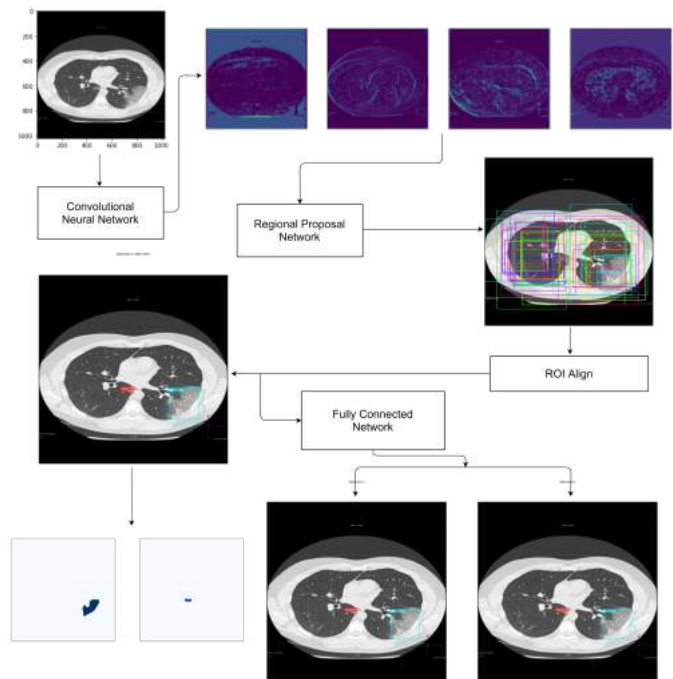 0
200
400
600
800
1000
0 200 400 600 800 1000
Convolutional
Neural Network
Regional Proposal
Network
ROI Align
Fully Connected
Network